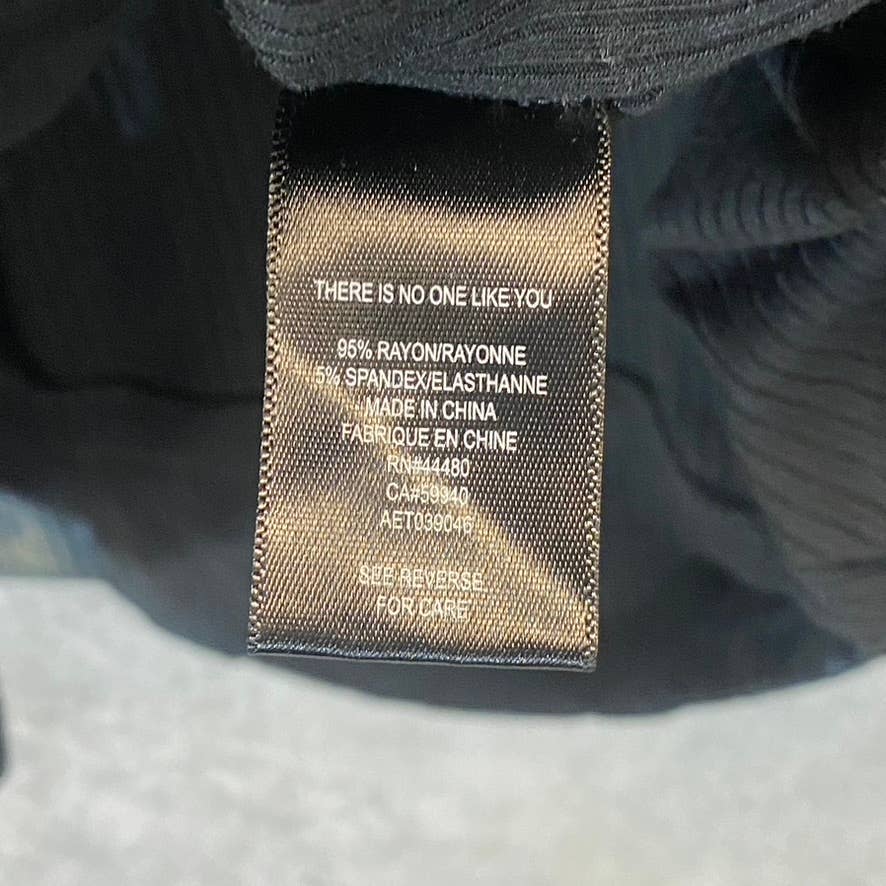 THERE IS NO ONE LIKE YOU
95% RAYON/RAYONNE
5% SPANDEX/ELASTHANNE
MADE IN CHINA
FABRIQUE EN CHINE
RN#44480
CA#59940
AET039046
SEE REVERSE
FOR CARE